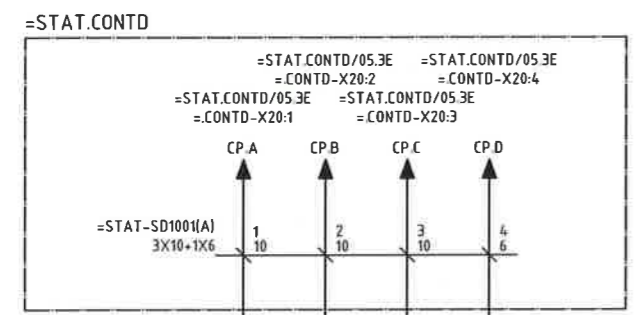 =STAT.CONTD
=STAT.CONTD/05.3E =STAT.CONTD/05.3E
=.CONTD-X20:2 =.CONTD-X20:4
=STAT.CONTD/05.3E =STAT.CONTD/05.3E
=.CONTD-X20:1 =.CONTD-X20:3
CP.A CP.B CP.C CP.D
=STAT-SD1001(A) 1 2 3 4
3X10+1X6 10 10 10 6